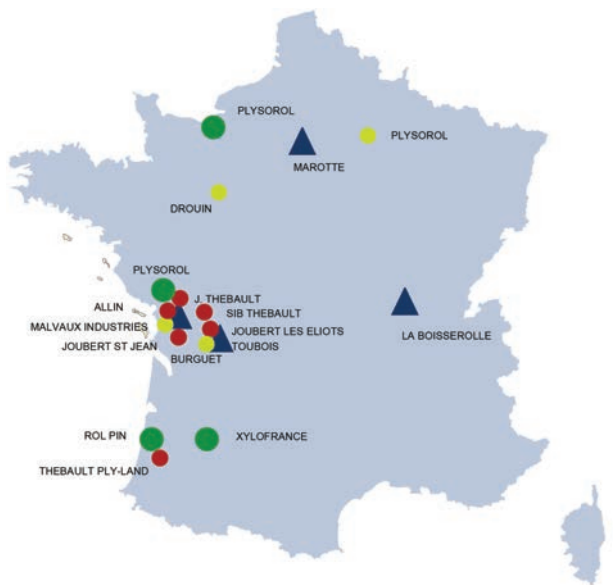 PLYSOROL
PLYSOROL
MAROTTE
DROUIN
PLYSOROL
J. THEBAULT
ALLIN
SIB THEBAULT
MALVAUX INDUSTRIES
JOUBERT LES ELIOTS
LA BOISSEROLLE
JOUBERT ST JEAN
TOUBOIS
BURGUET
ROL PIN
XYLOFRANCE
THEBAULT PLY-LAND